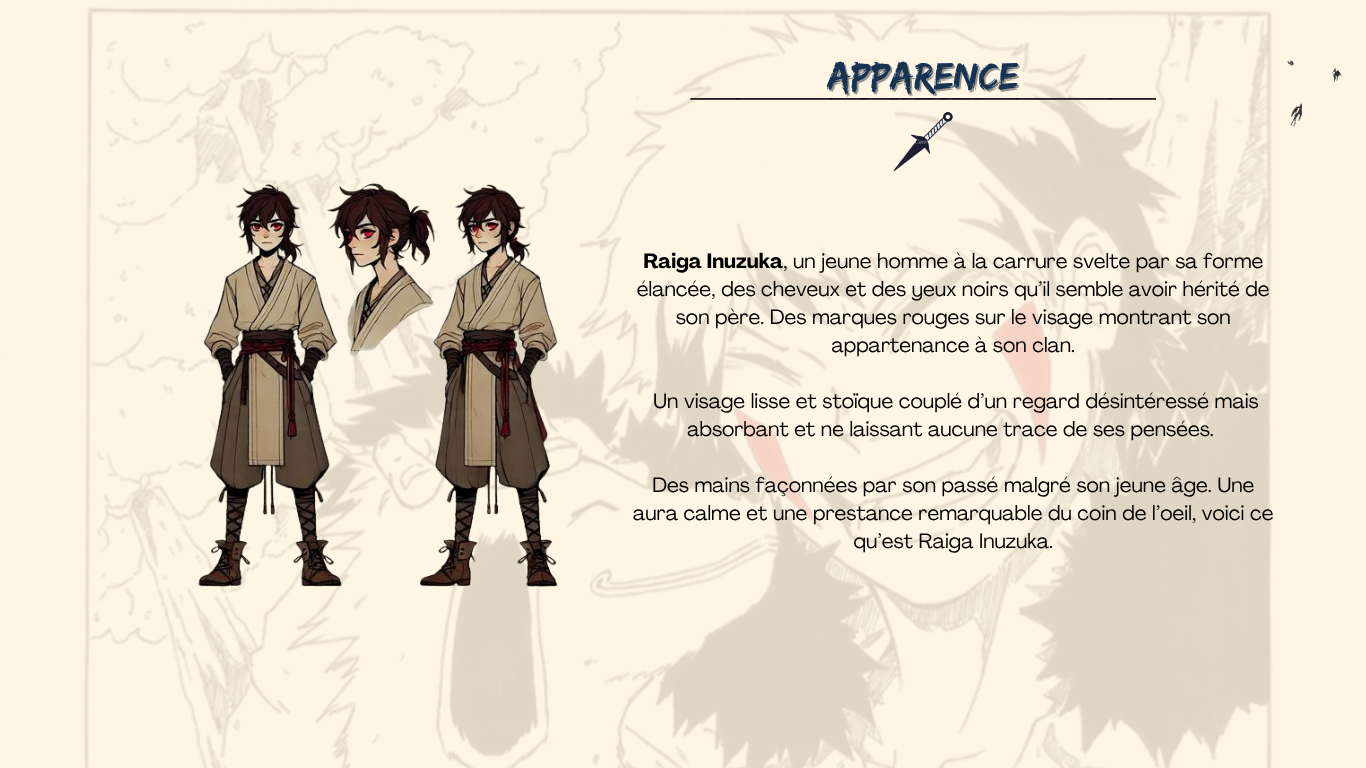 APPARENCE
Raiga Inuzuka, un jeune homme à la carrure svelte par sa forme
élancée, des cheveux et des yeux noirs qu'il semble avoir hérité de
son père. Des marques rouges sur le visage montrant son
appartenance à son clan.
Un visage lisse et stoïque couplé d'un regard désintéressé mais
absorbant et ne laissant aucune trace de ses pensées.
Des mains façonnées par son passé malgré son jeune âge. Une
aura calme et une prestance remarquable du coin de l'oeil, voici ce
qu'est Raiga Inuzuka.